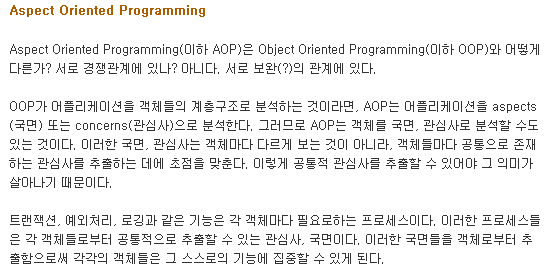 Aspect Oriented Programming
Aspect Oriented Programming(이하 AOP)은 Object Oriented Programming(이하 OOP)와 어떻게
다른가? 서로 경쟁관계에 있나? 아니다. 서로 보완(?)의 관계에 있다.
OOP가 어플리케이션을 객체들의 계층구조로 분석하는 것이라면, AOP는 어플리케이션을 aspects
(국면) 또는 concerns(관심사)으로 분석한다. 그러므로 AOP는 객체를 국면, 관심사로 분석할 수도
있는 것이다. 이러한 국면, 관심사는 객체마다 다르게 보는 것이 아니라, 객체들마다 공통으로 존재
하는 관심사를 추출하는 데에 초점을 맞춘다. 이렇게 공통적 관심사를 추출할 수 있어야 그 의미가
살아나기 때문이다.
트랜잭션, 예외처리, 로깅과 같은 기능은 각 객체마다 필요로하는 프로세스이다. 이러한 프로세스들
은 각 객체들로부터 공통적으로 추출할 수 있는 관심사, 국면이다. 이러한 국면들을 객체로부터 추
출함으로써 각각의 객체들은 그 스스로의 기능에 집중할 수 있게 된다.